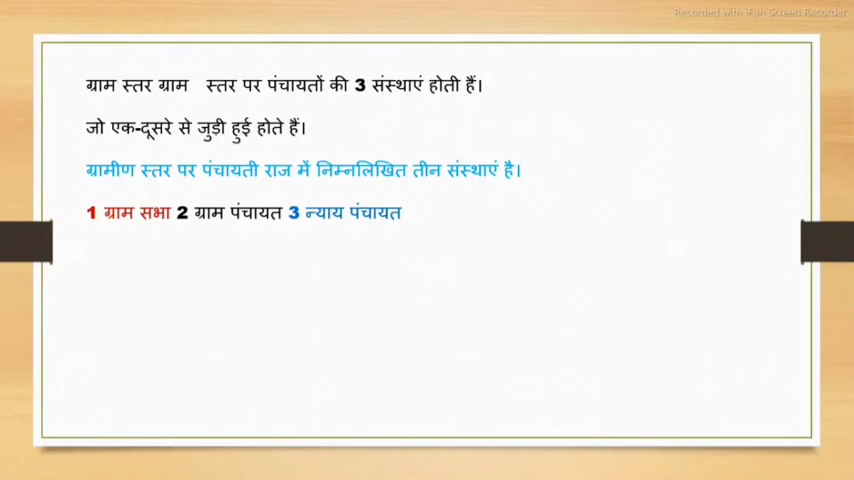 Recorded with iFun Screen Recorder
ग्राम स्तर ग्राम स्तर पर पंचायतों की 3 संस्थाएं होती हैं।
जो एक-दूसरे से जुड़ी हुई होते हैं।
ग्रामीण स्तर पर पंचायती राज में निम्नलिखित तीन संस्थाएं है।
1 ग्राम सभा 2 ग्राम पंचायत 3 न्याय पंचायत